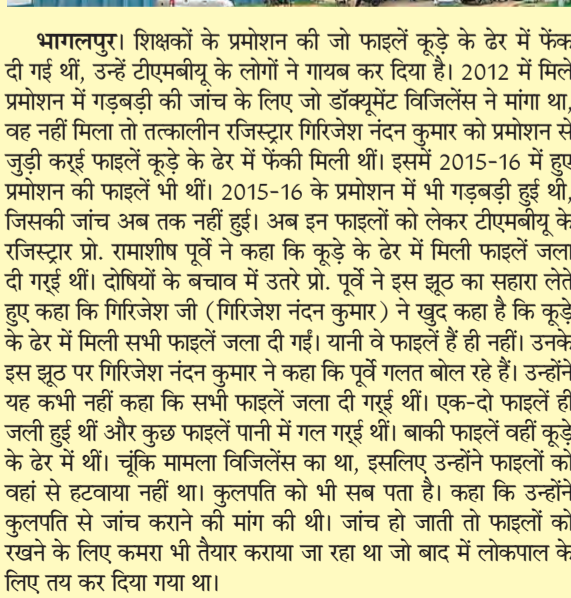 भागलपुर। शिक्षकों के प्रमोशन की जो फाइलें कूड़े के ढेर में फेंक
दी गई थीं, उन्हें टीएमबीयू के लोगों ने गायब कर दिया है। 2012 में मिले
प्रमोशन में गड़बड़ी की जांच के लिए जो डॉक्यूमेंट विजिलेंस ने मांगा था,
वह नहीं मिला तो तत्कालीन रजिस्ट्रार गिरिजेश नंदन कुमार को प्रमोशन से
जुड़ी कर्इ फाइलें कूड़े के ढेर में फेंकी मिली थीं। इसमें 2015-16 में हुए
प्रमोशन की फाइलें भी थीं। 2015-16 के प्रमोशन में भी गड़बड़ी हुई थी,
जिसकी जांच अब तक नहीं हुई। अब इन फाइलों को लेकर टीएमबीयू के
रजिस्ट्रार प्रो. रामाशीष पूर्वे ने कहा कि कूड़े के ढेर में मिली फाइलें जला
दी गर्इ थीं। दोषियों के बचाव में उतरे प्रो. पूर्वे ने इस झूठ का सहारा लेते
हुए कहा कि गिरिजेश जी (गिरिजेश नंदन कुमार) ने खुद कहा है कि कूड़े
के ढेर में मिली सभी फाइलें जला दी गईं। यानी वे फाइलें हैं ही नहीं। उनके
इस झूठ पर गिरिजेश नंदन कुमार ने कहा कि पूर्वे गलत बोल रहे हैं। उन्होंने
यह कभी नहीं कहा कि सभी फाइलें जला दी गर्इ थीं। एक-दो फाइलें ही
जली हुई थीं और कुछ फाइलें पानी में गल गर्इ थीं। बाकी फाइलें वहीं कूड़े
के ढेर में थीं। चूंकि मामला विजिलेंस का था, इसलिए उन्होंने फाइलों को
वहां से हटवाया नहीं था। कुलपति को भी सब पता है। कहा कि उन्होंने
कुलपति से जांच कराने की मांग की थी। जांच हो जाती तो फाइलों को
रखने के लिए कमरा भी तैयार कराया जा रहा था जो बाद में लोकपाल के
लिए तय कर दिया गया था।